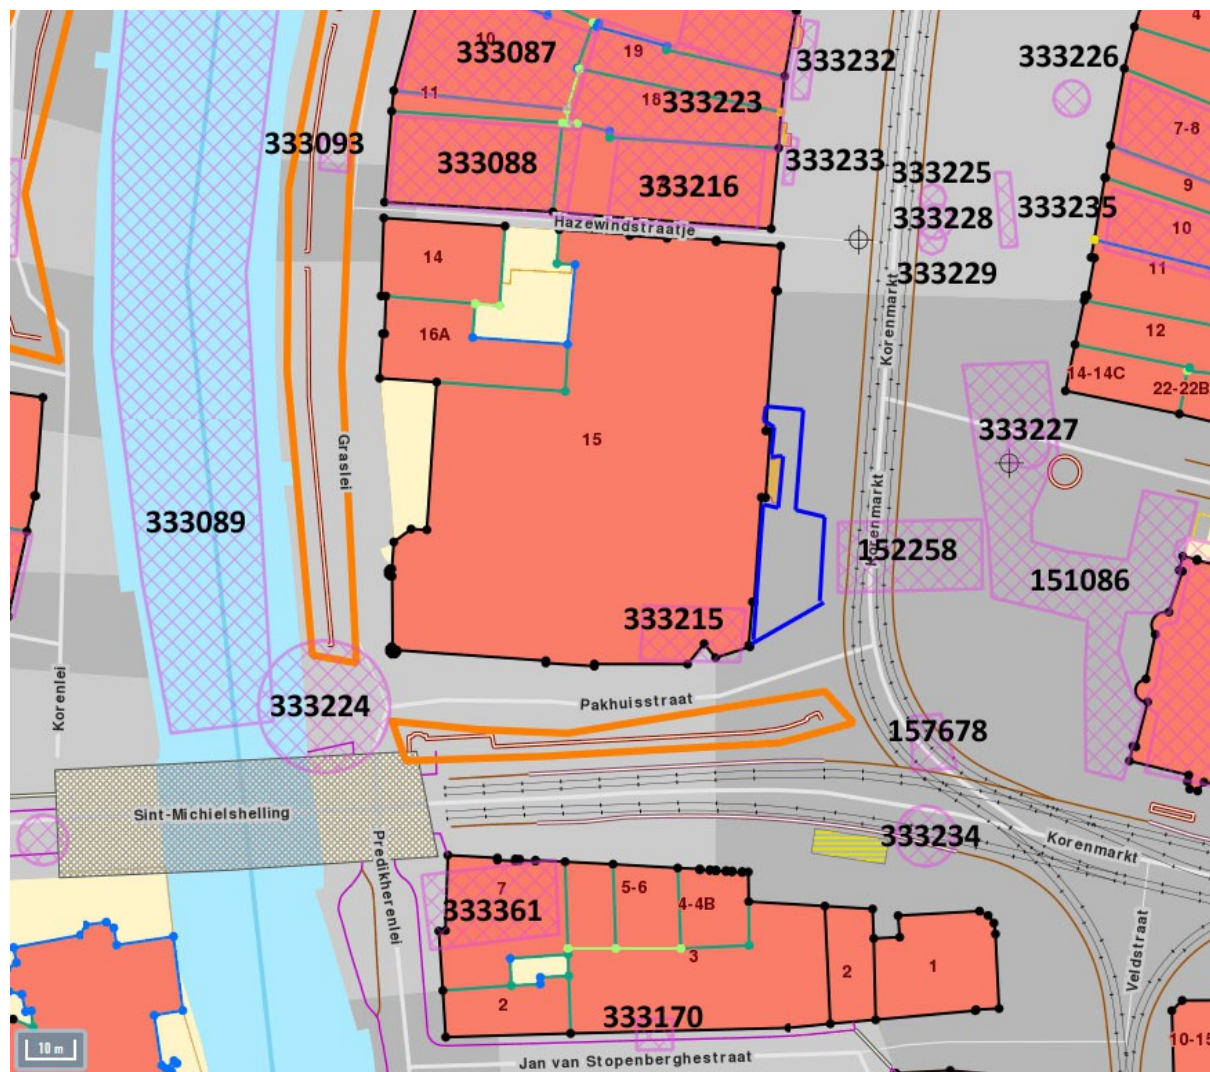 4
10
333087
19
333232
333226
11
18
333223
7-8
333093
333088
333233
333225
9
333216
333235
333228
10
Hazewindstraatje
14
11
333229
16A
Korenmarkt
12
14-14C
22-22B
333227
15
Graslei
333089
Korenmarkt
152258
151086
333215
Korenlei
333224
Pakhuisstraat
157678
Sint-Michielshelling
333234
Korenmarkt
Predikherenlei
7
5-6
4-4B
333361
Veldstraat
3
2
1
2
333170
10-15
10 m
Jan van Stopenberghestraat